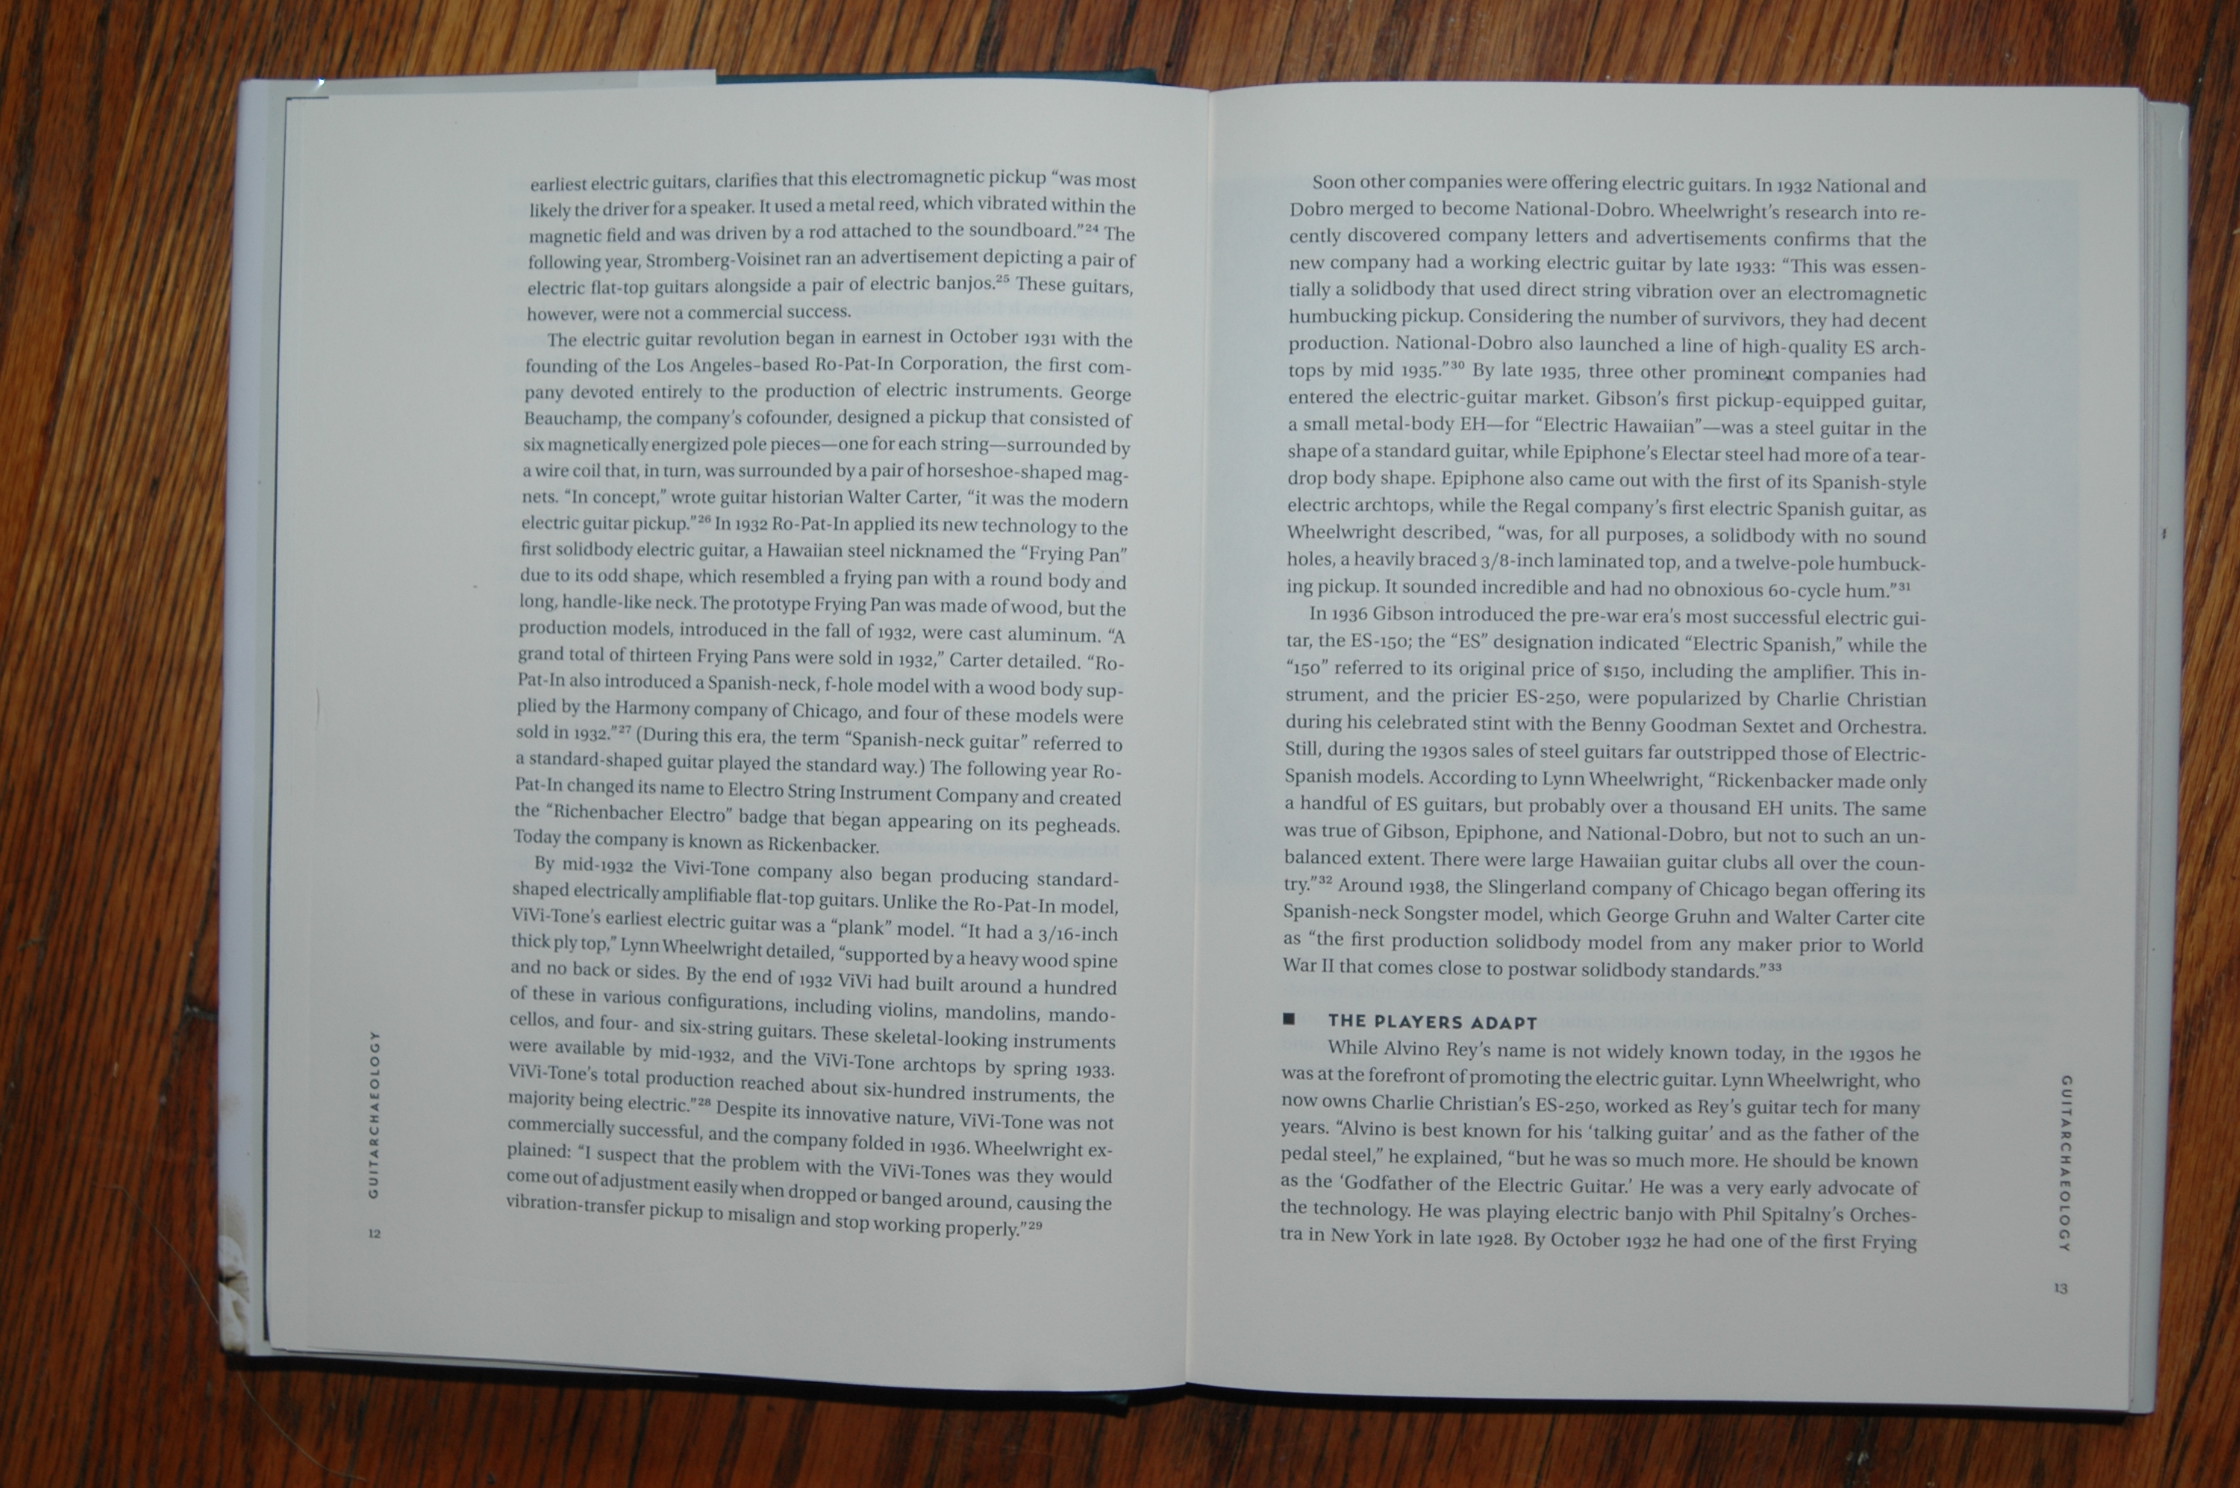 earliest electric guitars, clarifies that this electromagnetic pickup “was most
likely the driver for a speaker. It used a metal reed, which vibrated within the
magnetic field and was driven by a rod attached to the soundboard.”24 The
following year, Stromberg-Voisinet ran an advertisement depicting a pair of
electric flat-top guitars alongside a pair of electric banjos.25 These guitars,
however, were not a commercial success.
The electric guitar revolution began in earnest in October 1931 with the
founding of the Los Angeles–based Ro-Pat-In Corporation, the first com-
pany devoted entirely to the production of electric instruments. George
Beauchamp, the company’s cofounder, designed a pickup that consisted of
six magnetically energized pole pieces—one for each string—surrounded by
a wire coil that, in turn, was surrounded by a pair of horseshoe-shaped mag-
nets. “In concept,” wrote guitar historian Walter Carter, “it was the modern
electric guitar pickup.”26 In 1932 Ro-Pat-In applied its new technology to the
first solidbody electric guitar, a Hawaiian steel nicknamed the “Frying Pan”
due to its odd shape, which resembled a frying pan with a round body and
long, handle-like neck. The prototype Frying Pan was made of wood, but the
production models, introduced in the fall of 1932, were cast aluminum. “A
grand total of thirteen Frying Pans were sold in 1932,” Carter detailed. “Ro-
Pat-In also introduced a Spanish-neck, f-hole model with a wood body sup-
plied by the Harmony company of Chicago, and four of these models were
sold in 1932.”27 (During this era, the term “Spanish-neck guitar” referred to
a standard-shaped guitar played the standard way.) The following year Ro-
Pat-In changed its name to Electro String Instrument Company and created
the “Richenbacher Electro” badge that began appearing on its pegheads.
Today the company is known as Rickenbacker.
By mid-1932 the Vivi-Tone company also began producing standard-
shaped electrically amplifiable flat-top guitars. Unlike the Ro-Pat-In model,
ViVi-Tone’s earliest electric guitar was a “plank” model. “It had a 3/16-inch
thick ply top,” Lynn Wheelwright detailed, “supported by a heavy wood spine
and no back or sides. By the end of 1932 ViVi had built around a hundred
of these in various configurations, including violins, mandolins, mando-
cellos, and four- and six-string guitars. These skeletal-looking instruments
were available by mid-1932, and the ViVi-Tone archtops by spring 1933.
ViVi-Tone’s total production reached about six-hundred instruments, the
majority being electric.”28 Despite its innovative nature, ViVi-Tone was not
commercially successful, and the company folded in 1936. Wheelwright ex-
plained: “I suspect that the problem with the ViVi-Tones was they would
come out of adjustment easily when dropped or banged around, causing the
vibration-transfer pickup to misalign and stop working properly.”29
GUITARCHAEOLOGY
12
Soon other companies were offering electric guitars. In 1932 National and
Dobro merged to become National-Dobro. Wheelwright’s research into re-
cently discovered company letters and advertisements confirms that the
new company had a working electric guitar by late 1933: “This was essen-
tially a solidbody that used direct string vibration over an electromagnetic
humbucking pickup. Considering the number of survivors, they had decent
production. National-Dobro also launched a line of high-quality ES arch-
tops by mid 1935.”30 By late 1935, three other prominent companies had
entered the electric-guitar market. Gibson’s first pickup-equipped guitar,
a small metal-body EH—for “Electric Hawaiian”—was a steel guitar in the
shape of a standard guitar, while Epiphone’s Electar steel had more of a tear-
drop body shape. Epiphone also came out with the first of its Spanish-style
electric archtops, while the Regal company’s first electric Spanish guitar, as
Wheelwright described, “was, for all purposes, a solidbody with no sound
holes, a heavily braced 3/8-inch laminated top, and a twelve-pole humbuck-
ing pickup. It sounded incredible and had no obnoxious 60-cycle hum.”31
In 1936 Gibson introduced the pre-war era’s most successful electric gui-
tar, the ES-150; the “ES” designation indicated “Electric Spanish,” while the
“150” referred to its original price of $150, including the amplifier. This in-
strument, and the pricier ES-250, were popularized by Charlie Christian
during his celebrated stint with the Benny Goodman Sextet and Orchestra.
Still, during the 1930s sales of steel guitars far outstripped those of Electric-
Spanish models. According to Lynn Wheelwright, “Rickenbacker made only
a handful of ES guitars, but probably over a thousand EH units. The same
was true of Gibson, Epiphone, and National-Dobro, but not to such an un-
balanced extent. There were large Hawaiian guitar clubs all over the coun-
try.”32 Around 1938, the Slingerland company of Chicago began offering its
Spanish-neck Songster model, which George Gruhn and Walter Carter cite
as “the first production solidbody model from any maker prior to World
War II that comes close to postwar solidbody standards.”33
■ THE PLAYERS ADAPT
While Alvino Rey’s name is not widely known today, in the 1930s he
was at the forefront of promoting the electric guitar. Lynn Wheelwright, who
now owns Charlie Christian’s ES-250, worked as Rey’s guitar tech for many
years. “Alvino is best known for his ‘talking guitar’ and as the father of the
pedal steel,” he explained, “but he was so much more. He should be known
as the ‘Godfather of the Electric Guitar.’ He was a very early advocate of
the technology. He was playing electric banjo with Phil Spitalny’s Orches-
tra in New York in late 1928. By October 1932 he had one of the first Frying
GUITARCHAEOLOGY
13